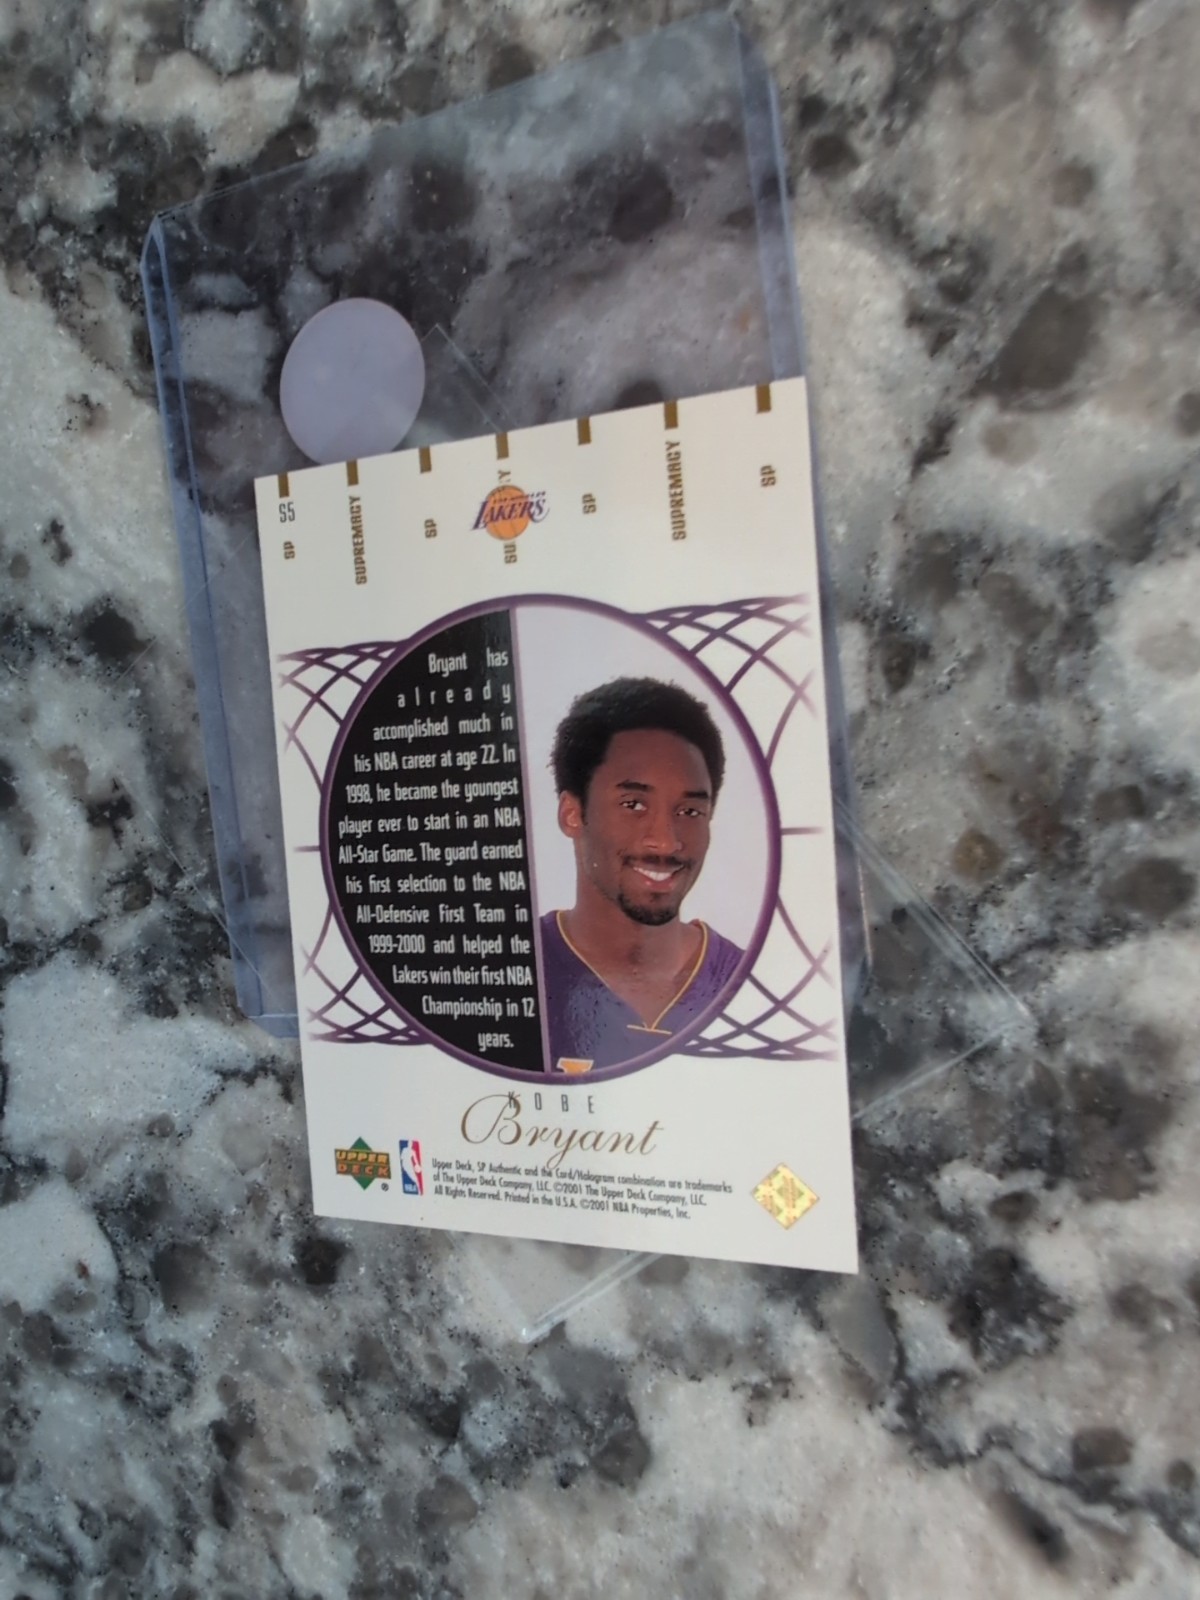 S5
SP
SUPREMACY
SP
SU
CY
LOS ANGELES
LAKERS
SP
SUPREMACY
SP
Bryant has
already
accomplished much in
his NBA career at age 22. In
1998, he became the youngest
player ever to start in an NBA
All-Star Game. The guard earned
his first selection to the NBA
All-Defensive First Team in
1999-2000 and helped the
Lakers win their first NBA
Championship in 12
years.
KOBE
Bryant
UPPER
DECK
®
NBA
Upper Deck, SP Authentic and the Card/Hologram combination are trademarks
of The Upper Deck Company, LLC. ©2001 The Upper Deck Company, LLC.
All Rights Reserved. Printed in the U.S.A. ©2001 NBA Properties, Inc.